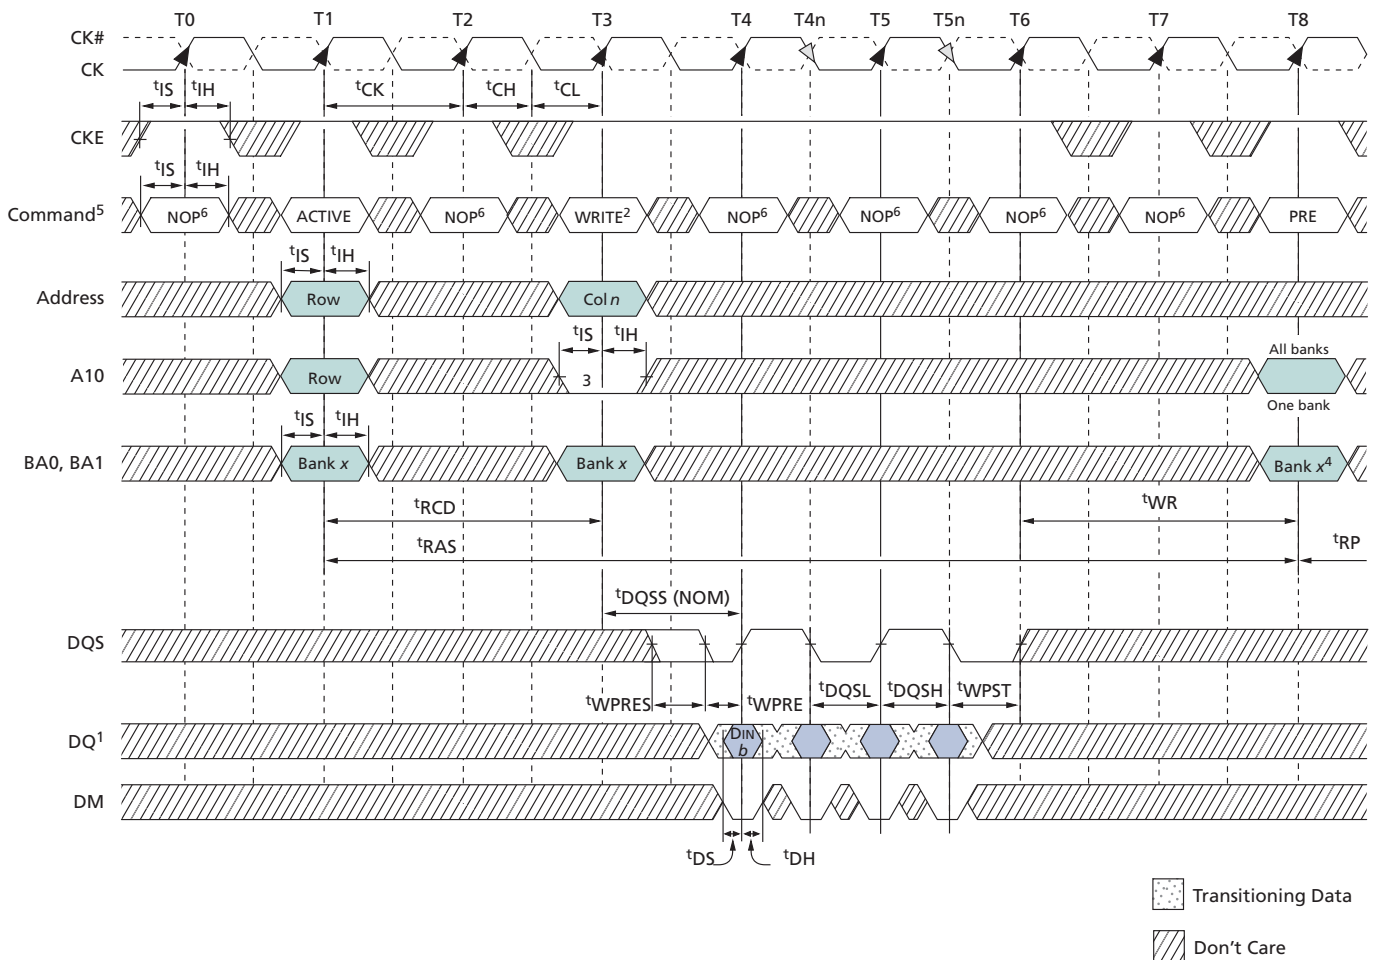 T0 T1 T2 T3 T4 T4n T5 T5n T6 T7 T8
CK#
CK
tIS tIH tCK tCH tCL
CKE
tIS tIH
Command5 NOP6 ACTIVE NOP6 WRITE2 NOP6 NOP6 NOP6 NOP6 PRE
tIS tIH
Address Row Col n
tIS tIH
All banks
A10 Row 3
One bank
tIS tIH
BA0, BA1 Bank x Bank x Bank x4
tRCD tWR
tRAS tRP
tDQSS (NOM)
DQS
tWPRES tWPRE tDQSL tDQSH tWPST
DQ1 DIN
b
DM
tDS tDH
Transitioning Data
Don't Care